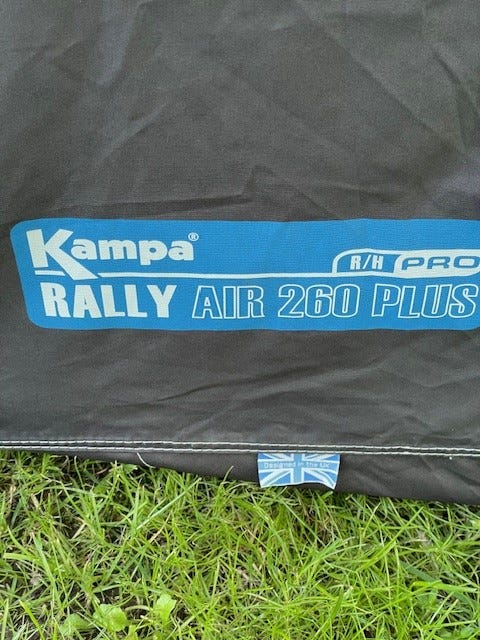 Kampa®
R/H PRO
RALLY AIR 260 PLUS
Designed in the UK